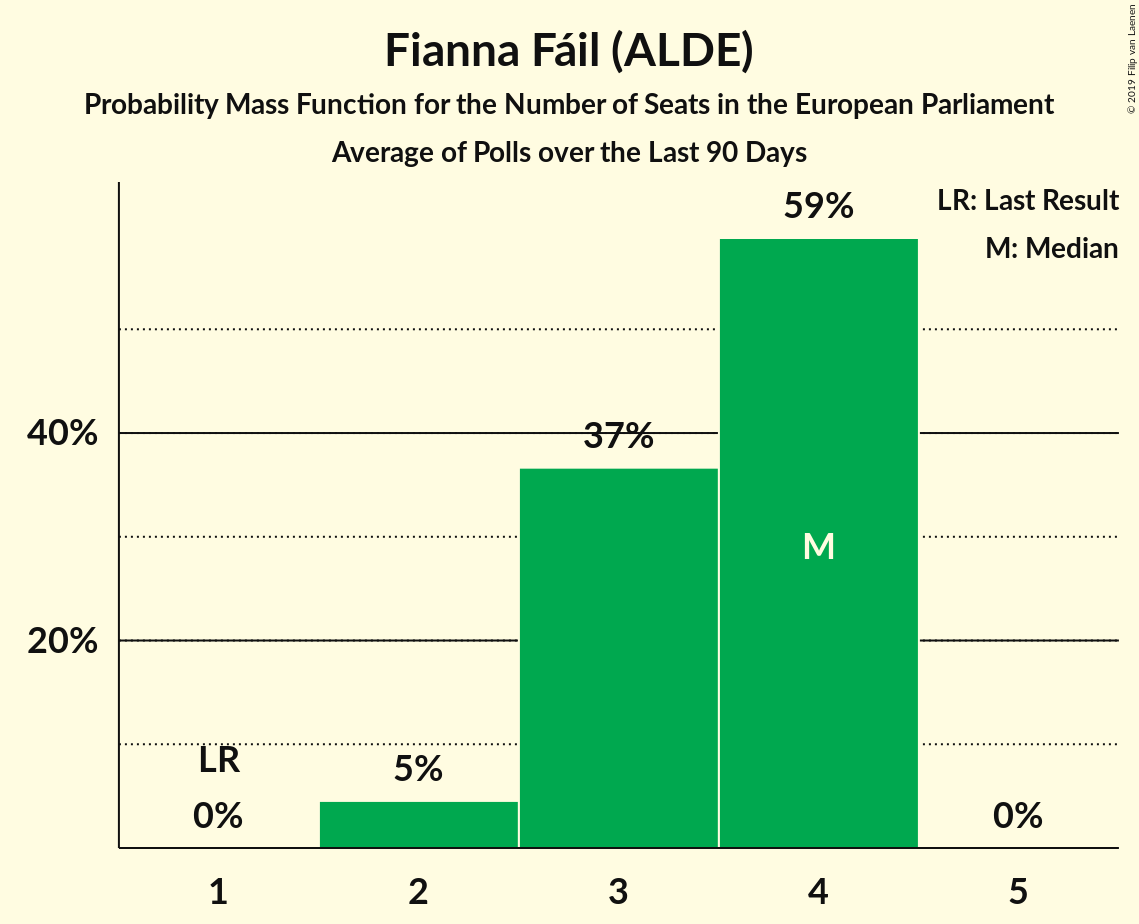 Fianna Fáil (ALDE)
Probability Mass Function for the Number of Seats in the European Parliament
Average of Polls over the Last 90 Days
© 2019 Filip van Laenen
LR: Last Result
M: Median
59%
40%
37%
M
20%
LR
5%
0%
0%
1 2 3 4 5